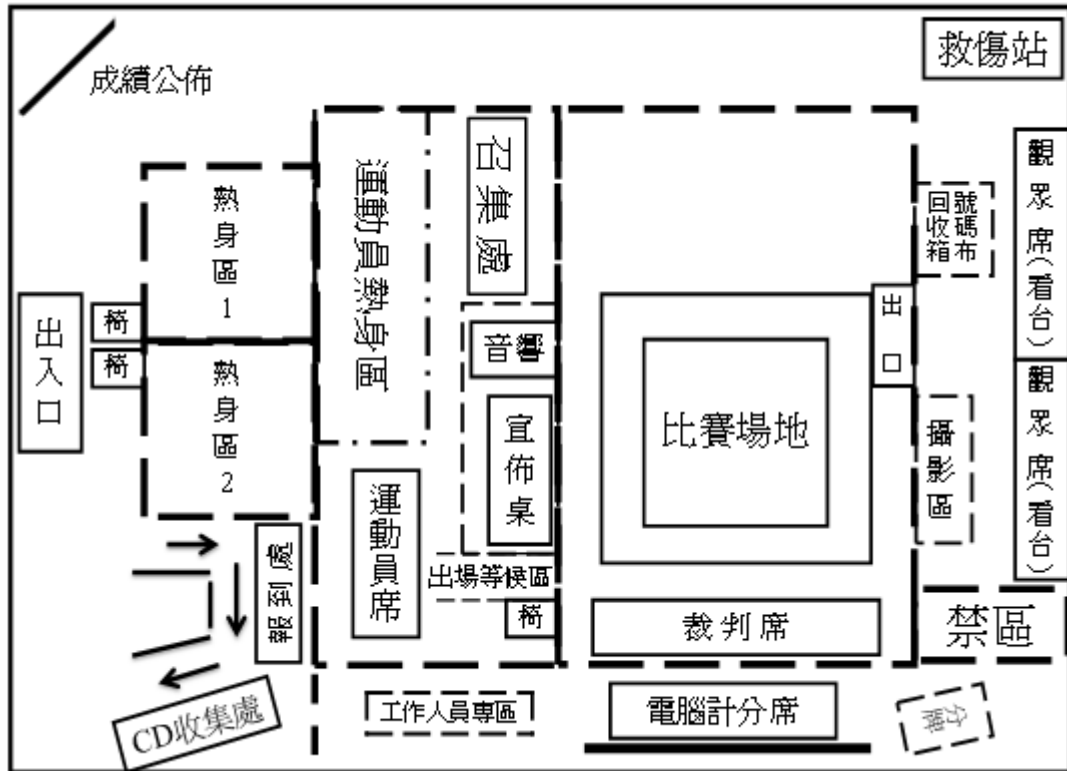 救傷站
成績公佈
熱身區1
運動員熱身區
召集處
回收箱
號碼布
觀眾席(看台)
出入口
椅
椅
熱身區2
音響
宣佈桌
比賽場地
出口
攝影區
觀眾席(看台)
報到處
運動員席
出場等候區
椅
裁判席
禁區
CD收集處
工作人員專區
電腦計分席
分牌